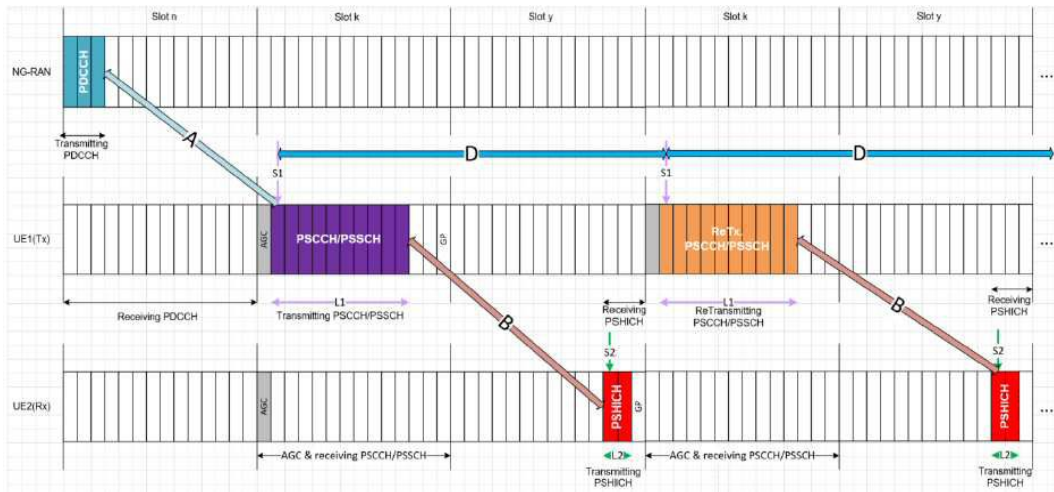 Slot n
Slot k
Slot y
Slot k
Slot y
NG-RAN
PDCCH
...
Transmitting
PDCCH
A
D
D
...
S1
S1
UE1(Tx)
AGC
PSCCH/PSSCH
GP
ReTx.
PSCCH/PSSCH
...
Receiving PDCCH
L1
Transmitting PSCCH/PSSCH
B
Receiving
PSHICH
L1
ReTransmitting
PSCCH/PSSCH
B
Receiving
PSHICH
S2
S2
UE2(Rx)
AGC
PSHICH
GP
PSHICH
...
AGC & receiving PSCCH/PSSCH
L2
Transmitting
PSHICH
AGC & receiving PSCCH/PSSCH
L2
Transmitting
PSHICH